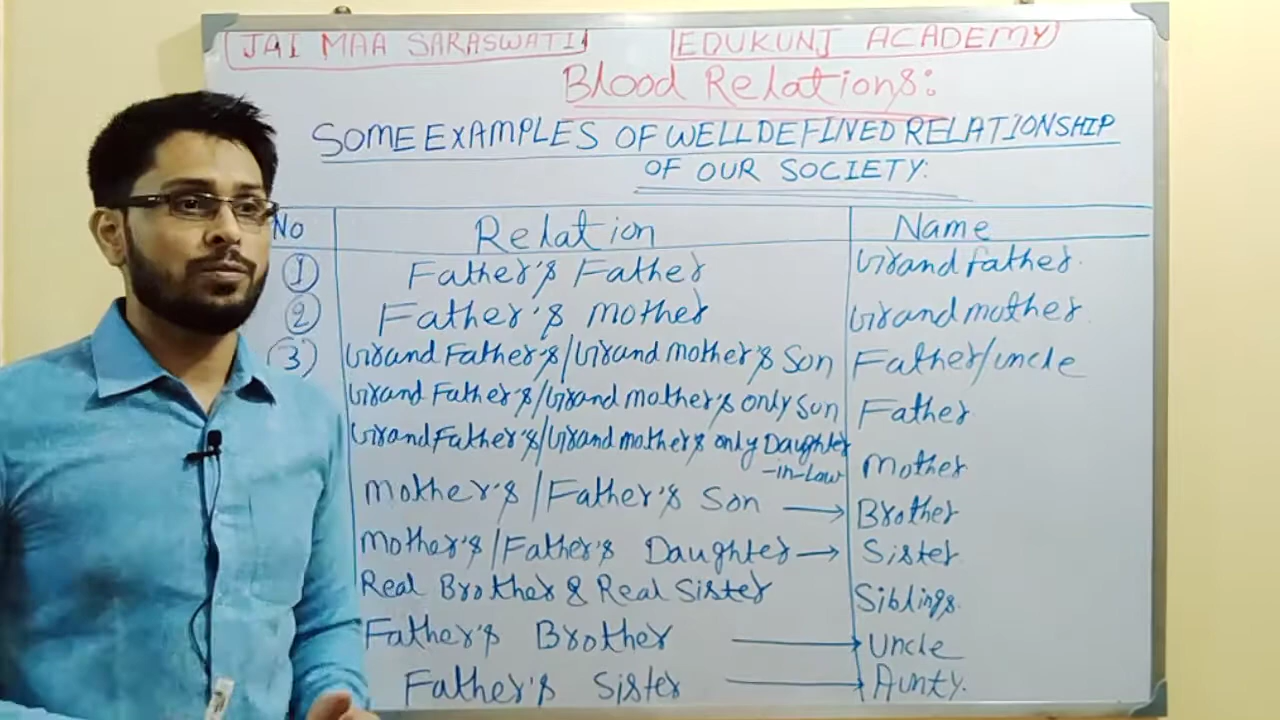 JAI MAA SARASWATI EDUKUNJ ACADEMY
Blood Relations:
SOME EXAMPLES OF WELL DEFINED RELATIONSHIP
OF OUR SOCIETY:
No Relation Name
1 Father's Father Grand father.
2 Father's mother Grand mother.
3) Grand Father's/Grand mother's Son Father/uncle
Grand Father's/Grand mother's only Son Father
Grand Father's/Grand mother's only Daughter
-in-Law Mother
Mother's/Father's Son → Brother
Mother's/Father's Daughter → Sister
Real Brother & Real Sister Siblings.
Father's Brother → Uncle
Father's Sister → Aunty.